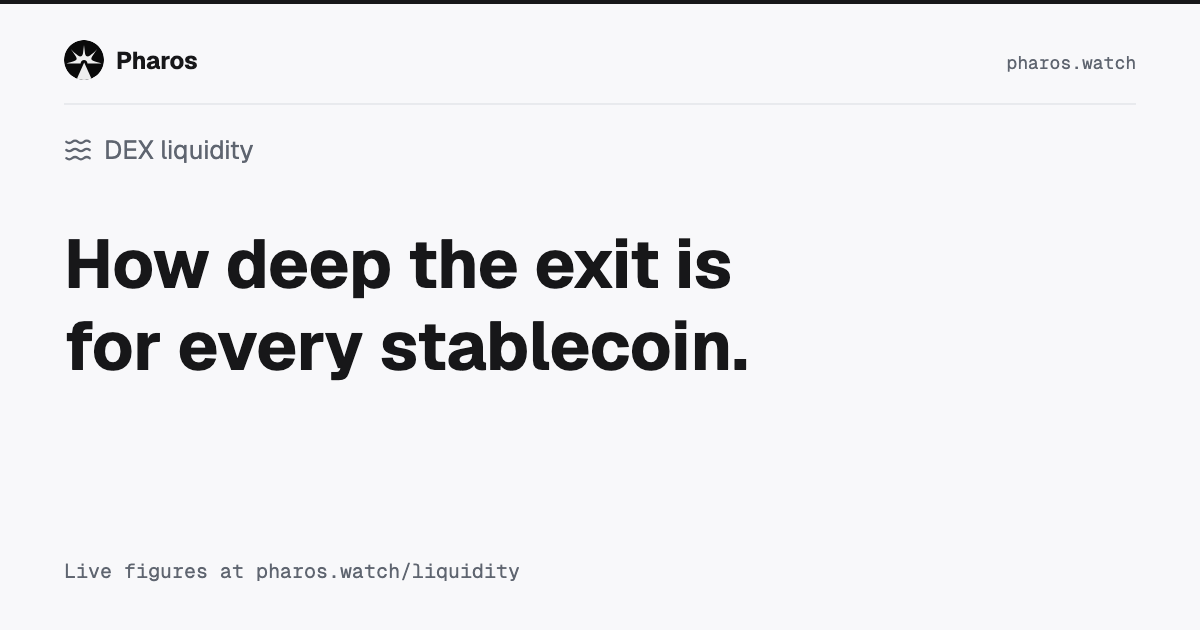 Pharos
pharos.watch
DEX liquidity
How deep the exit is
for every stablecoin.
Live figures at pharos.watch/liquidity